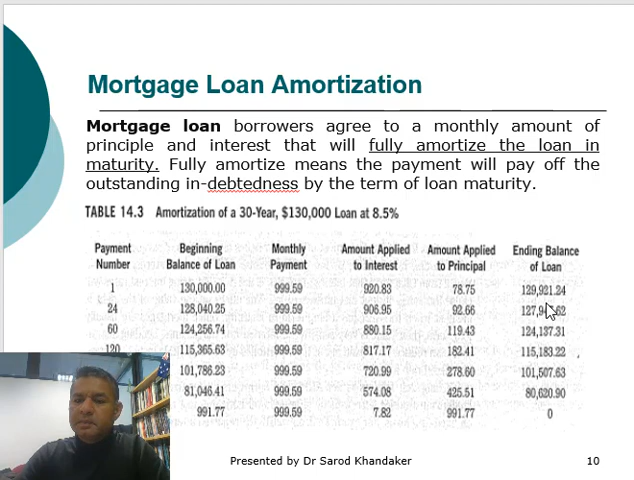 Mortgage Loan Amortization
Mortgage loan borrowers agree to a monthly amount of
principle and interest that will fully amortize the loan in
maturity. Fully amortize means the payment will pay off the
outstanding in-debtedness by the term of loan maturity.
TABLE 14.3 Amortization of a 30-Year, $130,000 Loan at 8.5%
Payment Beginning Monthly Amount Applied Amount Applied Ending Balance
Number Balance of Loan Payment to Interest to Principal of Loan
130,000.00 999.59 920.83 78.75 129,921.24
24 128,040.25 999.59 906.95 92.66
60 124,256.74 999.59 880.15 119.43 124,137.31
120 115,365.63 999.59 817.17 182.41 115,183.22
101,786.23 999.59 720.99 278.60 101,507.63
81,046.41 999.59 574.08 425.51 80,620.90
991.77 999.59 7.82 991.77 0
Presented by Dr Sarod Khandaker 10